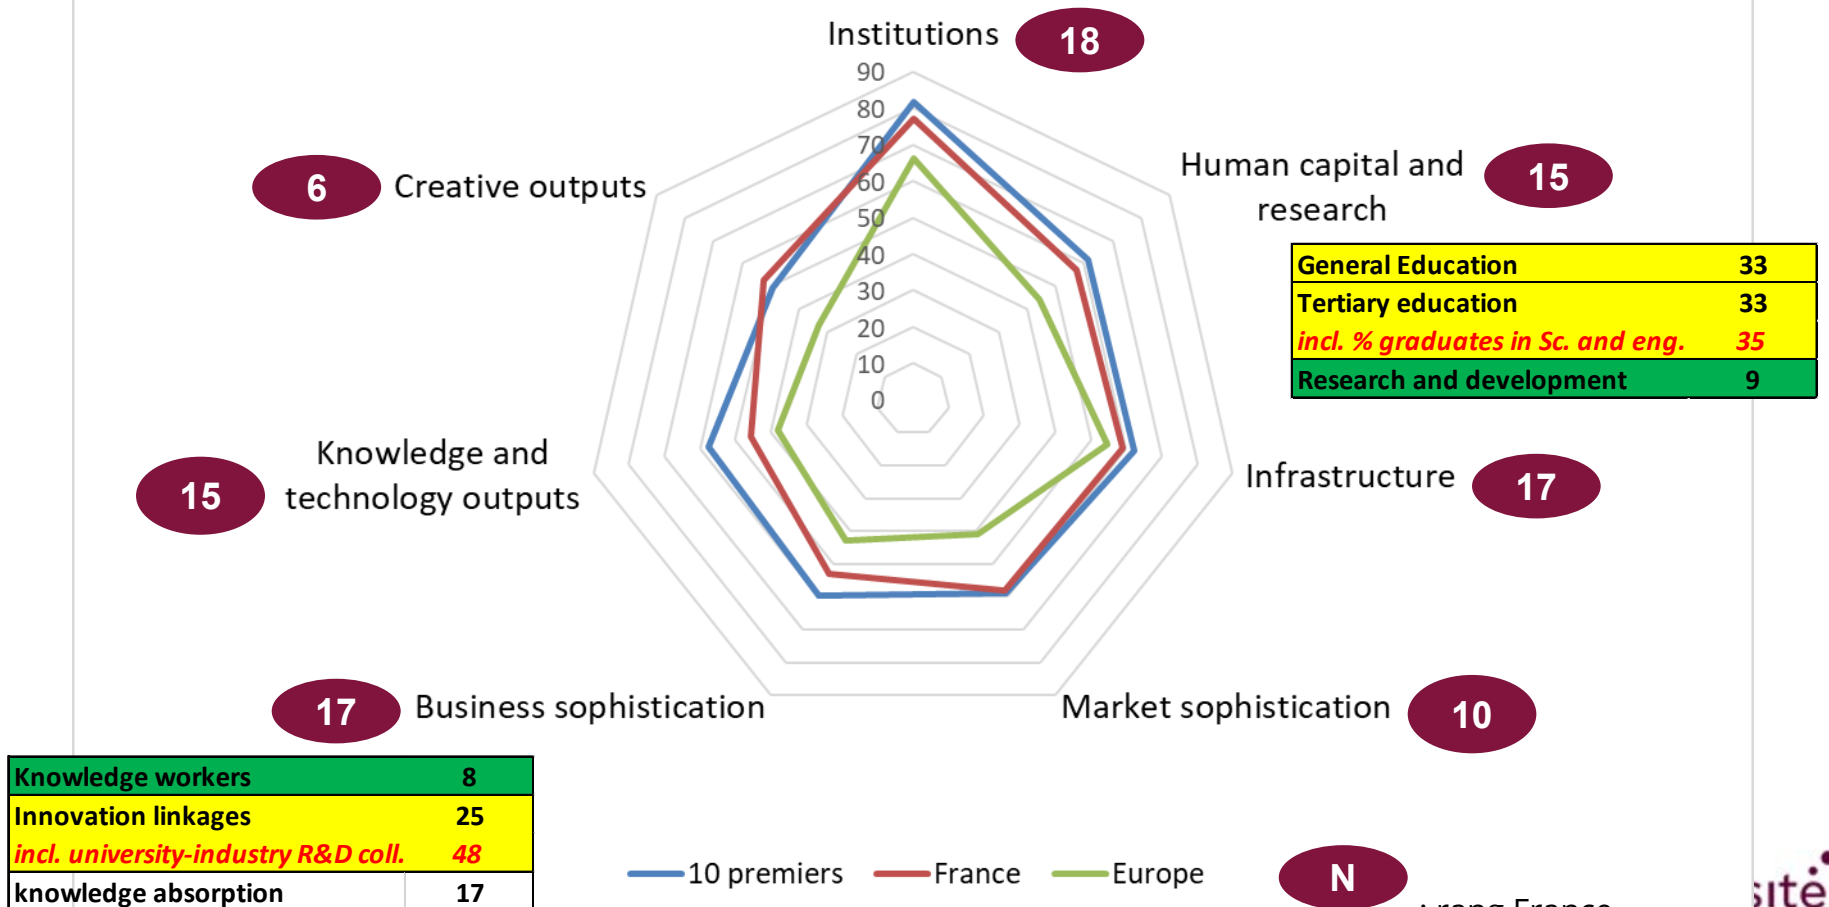 Institutions 18
90
80
70
60
50
40
30
20
10
0
Human capital and
research
15
General Education 33
Tertiary education 33
incl. % graduates in Sc. and eng. 35
Research and development 9
6 Creative outputs
Knowledge and
technology outputs
15
Infrastructure 17
17 Business sophistication
Market sophistication 10
Knowledge workers 8
Innovation linkages 25
incl. university-industry R&D coll. 48
knowledge absorption 17
10 premiers France Europe
N
: rang France